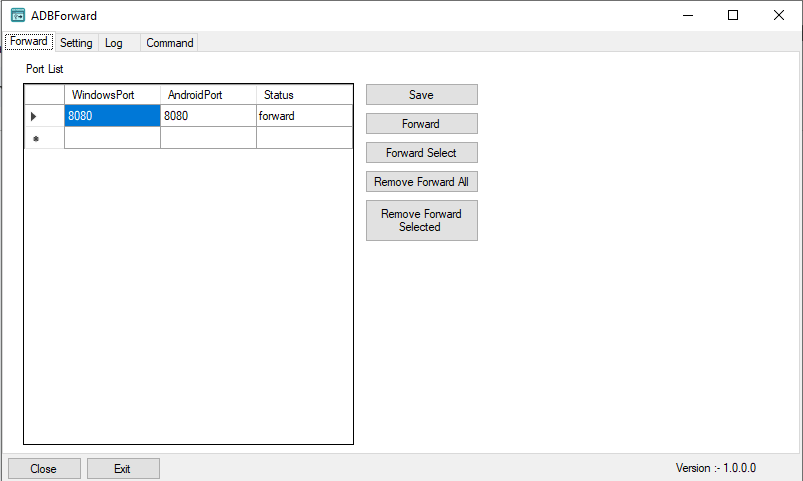 ADBForward
Forward Setting Log Command
Port List
WindowsPort AndroidPort Status
8080 8080 forward
Save
Forward
Forward Select
Remove Forward All
Remove Forward
Selected
Close Exit Version :- 1.0.0.0